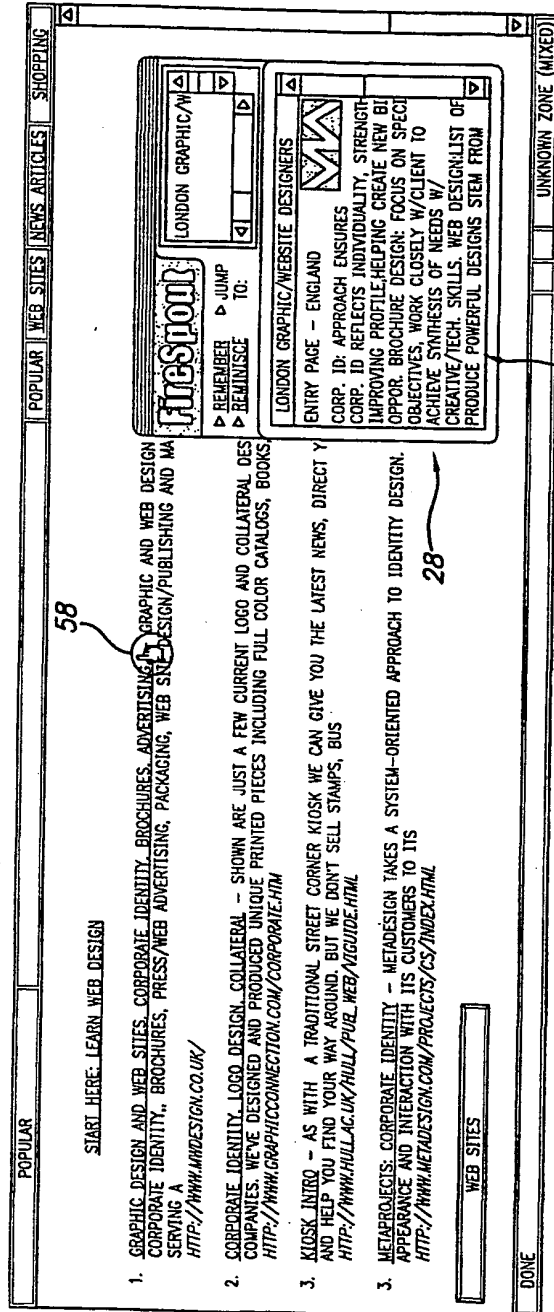 POPULAR
POPULAR WEB SITES NEWS ARTICLES SHOPPING
START HERE: LEARN WEB DESIGN
1. GRAPHIC DESIGN AND WEB SITES. CORPORATE IDENTITY. BROCHURES. ADVERTISING. GRAPHIC AND WEB DESIGN
CORPORATE IDENTITY,. BROCHURES, PRESS/WEB ADVERTISING, PACKAGING, WEB SITE DESIGN/PUBLISHING AND MA
SERVING A
HTTP://WWW.MWDESIGN.CO.UK/
2. CORPORATE IDENTITY. LOGO DESIGN. COLLATERAL - SHOWN ARE JUST A FEW CURRENT LOGO AND COLLATERAL DES
COMPANIES. WE'VE DESIGNED AND PRODUCED UNIQUE PRINTED PIECES INCLUDING FULL COLOR CATALOGS, BOOKS,
HTTP://WWW.GRAPHICCONNECTION.COM/CORPORATE.HTM
3. KIOSK INTRO - AS WITH A TRADITIONAL STREET CORNER KIOSK WE CAN GIVE YOU THE LATEST NEWS, DIRECT Y
AND HELP YOU FIND YOUR WAY AROUND. BUT WE DON'T SELL STAMPS, BUS
HTTP://WWW.HULL.AC.UK/HULL/PUB_WEB/VIGUIDE.HTML
3. METAPROJECTS: CORPORATE IDENTITY - METADESIGN TAKES A SYSTEM-ORIENTED APPROACH TO IDENTITY DESIGN.
APPEARANCE AND INTERACTION WITH ITS CUSTOMERS TO ITS
HTTP://WWW.METADESIGN.COM/PROJECTS/CS/INDEX.HTML
58
FireSpout
REMEMBER JUMP
REMINISCE TO:
LONDON GRAPHIC/W
LONDON GRAPHIC/WEBSITE DESIGNERS
ENTRY PAGE - ENGLAND
CORP. ID: APPROACH ENSURES
CORP. ID REFLECTS INDIVIDUALITY, STRENGTH
IMPROVING PROFILE,HELPING CREATE NEW BI
OPPOR. BROCHURE DESIGN: FOCUS ON SPECI
OBJECTIVES, WORK CLOSELY W/CLIENT TO
ACHIEVE SYNTHESIS OF NEEDS W/
CREATIVE/TECH. SKILLS. WEB DESIGN:LIST OF
PRODUCE POWERFUL DESIGNS STEM FROM
28
WEB SITES
DONE
UNKNOWN ZONE (MIXED)